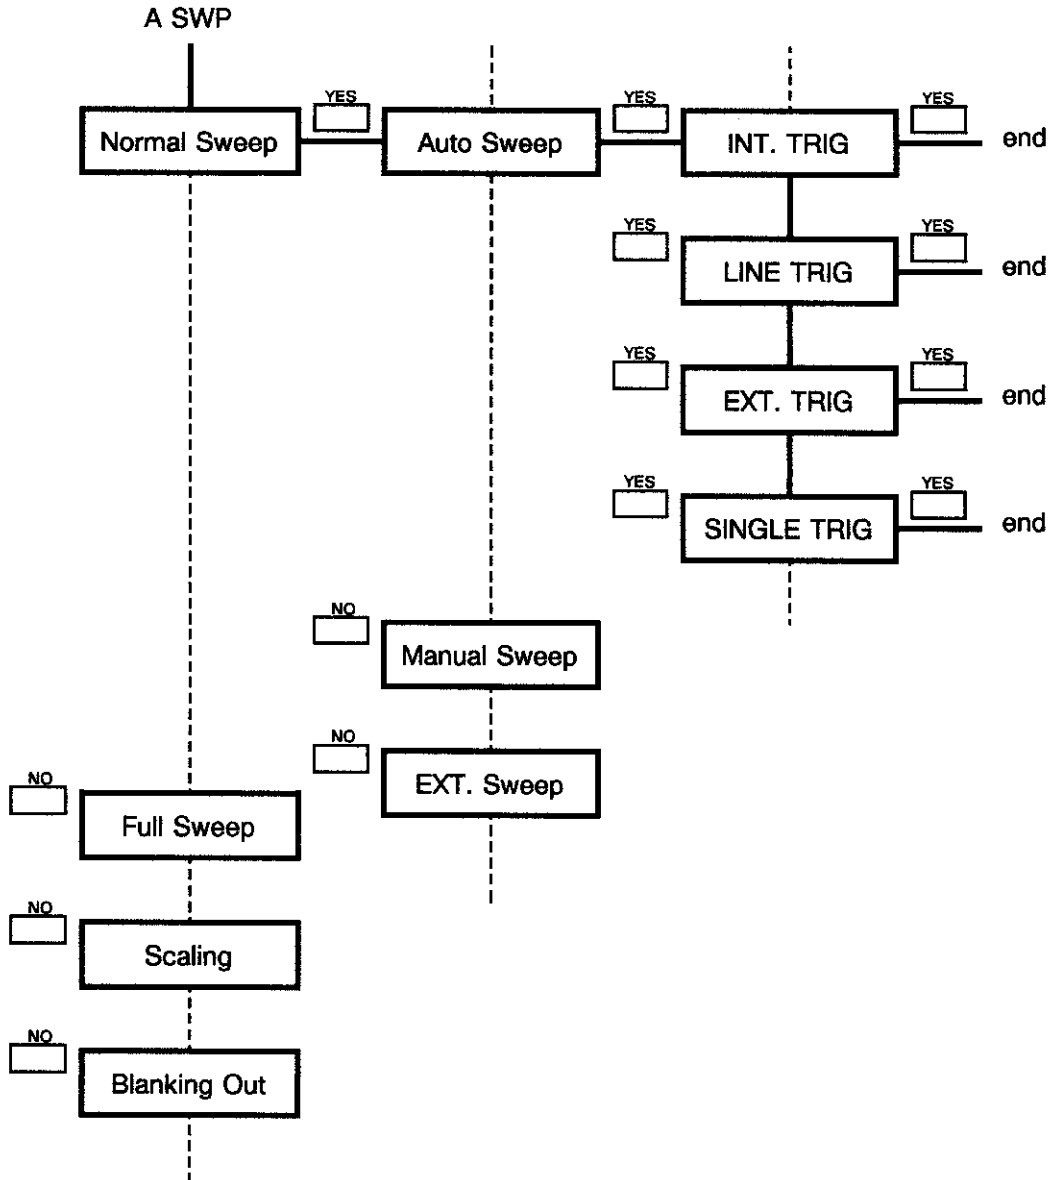 A SWP
YES YES YES
Normal Sweep Auto Sweep INT. TRIG end
YES YES
LINE TRIG end
YES YES
EXT. TRIG end
YES YES
SINGLE TRIG end
NO
Manual Sweep
NO
EXT. Sweep
NO
Full Sweep
NO
Scaling
NO
Blanking Out